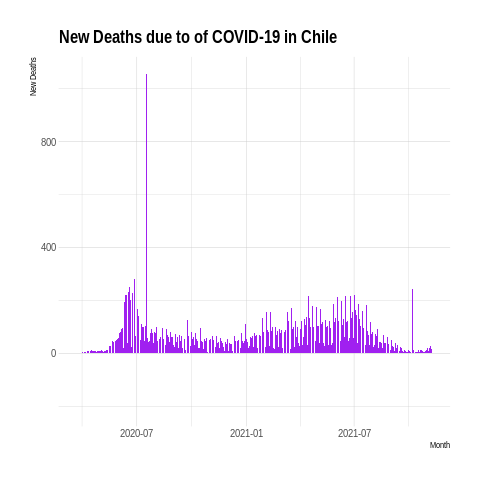 New Deaths due to of COVID-19 in Chile
New Deaths
800
400
0
2020-07
2021-01
2021-07
Month